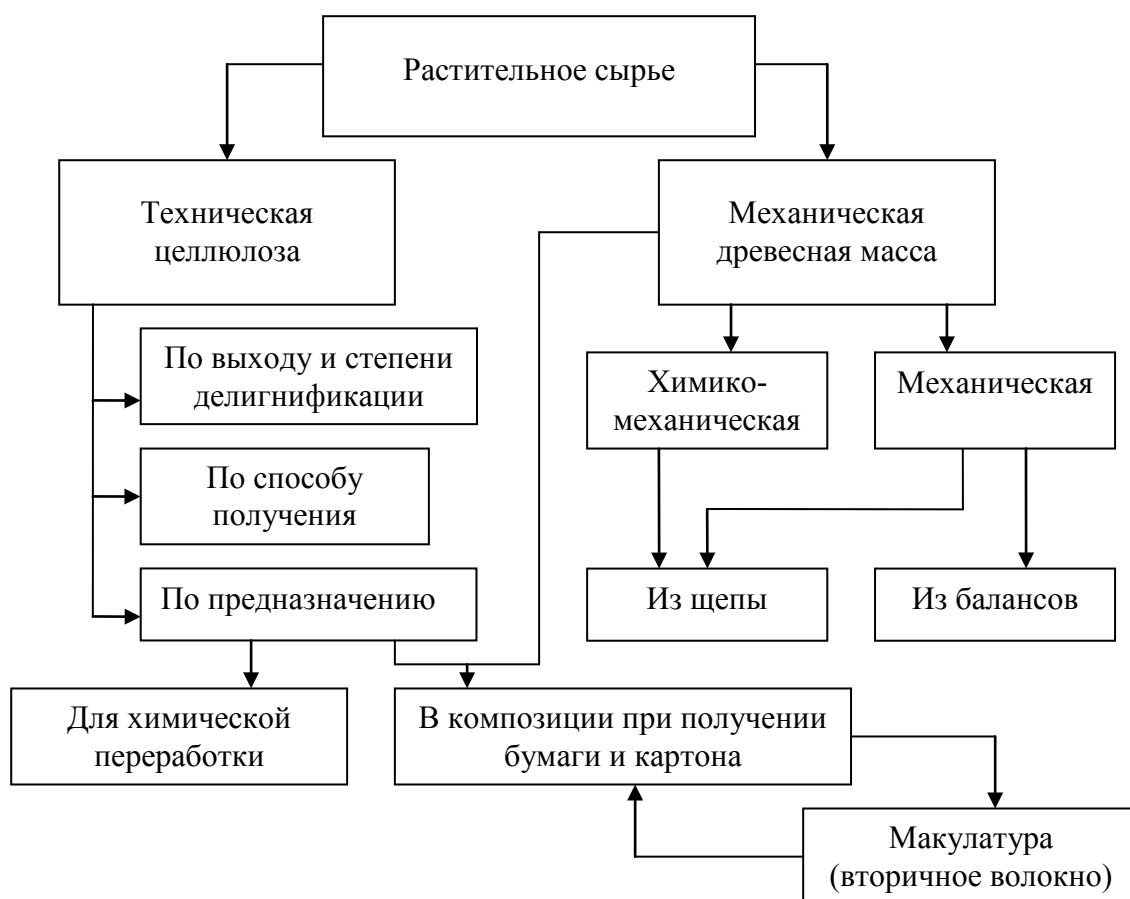 Растительное сырье
Техническая
целлюлоза
Механическая
древесная масса
По выходу и степени
делигнификации
Химико-
механическая
Механическая
По способу
получения
По предназначению
Из щепы
Из балансов
Для химической
переработки
В композиции при получении
бумаги и картона
Макулатура
(вторичное волокно)